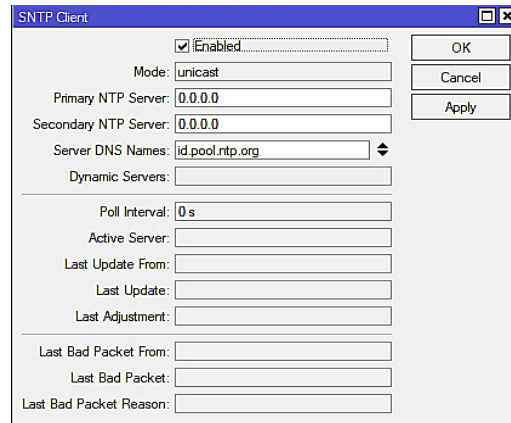 SNTP Client
Enabled
OK
Mode: unicast
Cancel
Primary NTP Server: 0.0.0.0
Apply
Secondary NTP Server: 0.0.0.0
Server DNS Names: id.pool.ntp.org
Dynamic Servers:
Poll Interval: 0 s
Active Server:
Last Update From:
Last Update:
Last Adjustment:
Last Bad Packet From:
Last Bad Packet:
Last Bad Packet Reason: